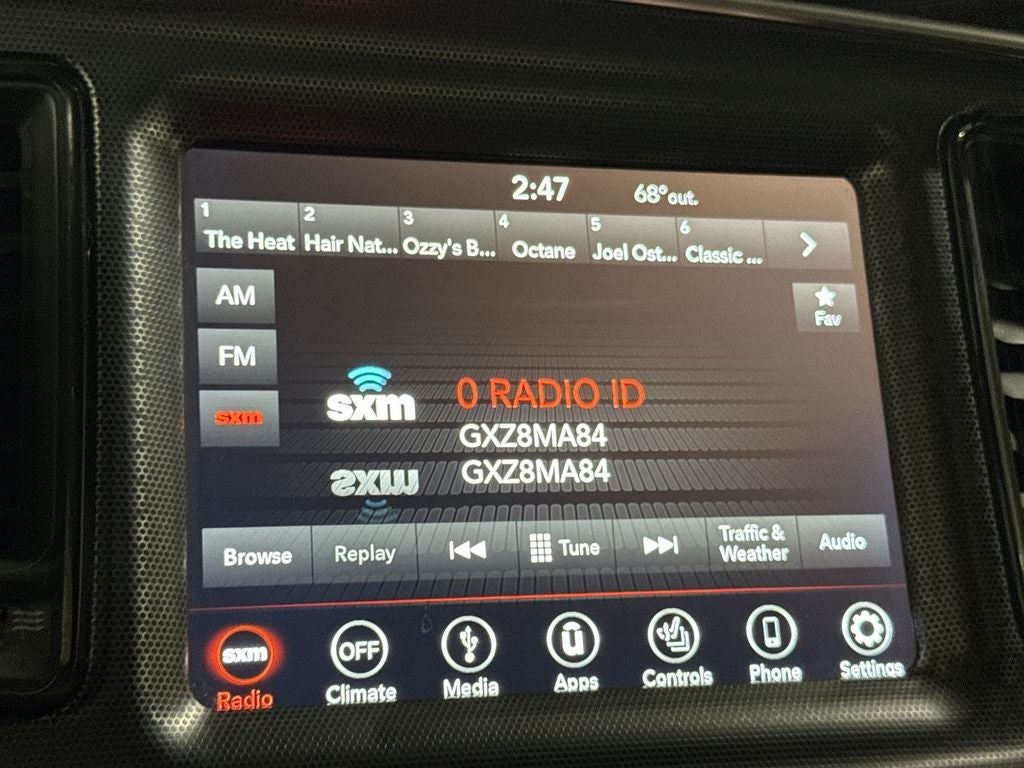 2:47 68° out.
1 2 3 4 5 6
The Heat Hair Nat... Ozzy's B... Octane Joel Ost... Classic ...
AM
Fav
FM
sxm
sxm 0 RADIO ID
GXZ8MA84
GXZ8MA84
Browse Replay Tune Traffic & Weather Audio
sxm OFF ū
Radio Climate Media Apps Controls Phone Settings